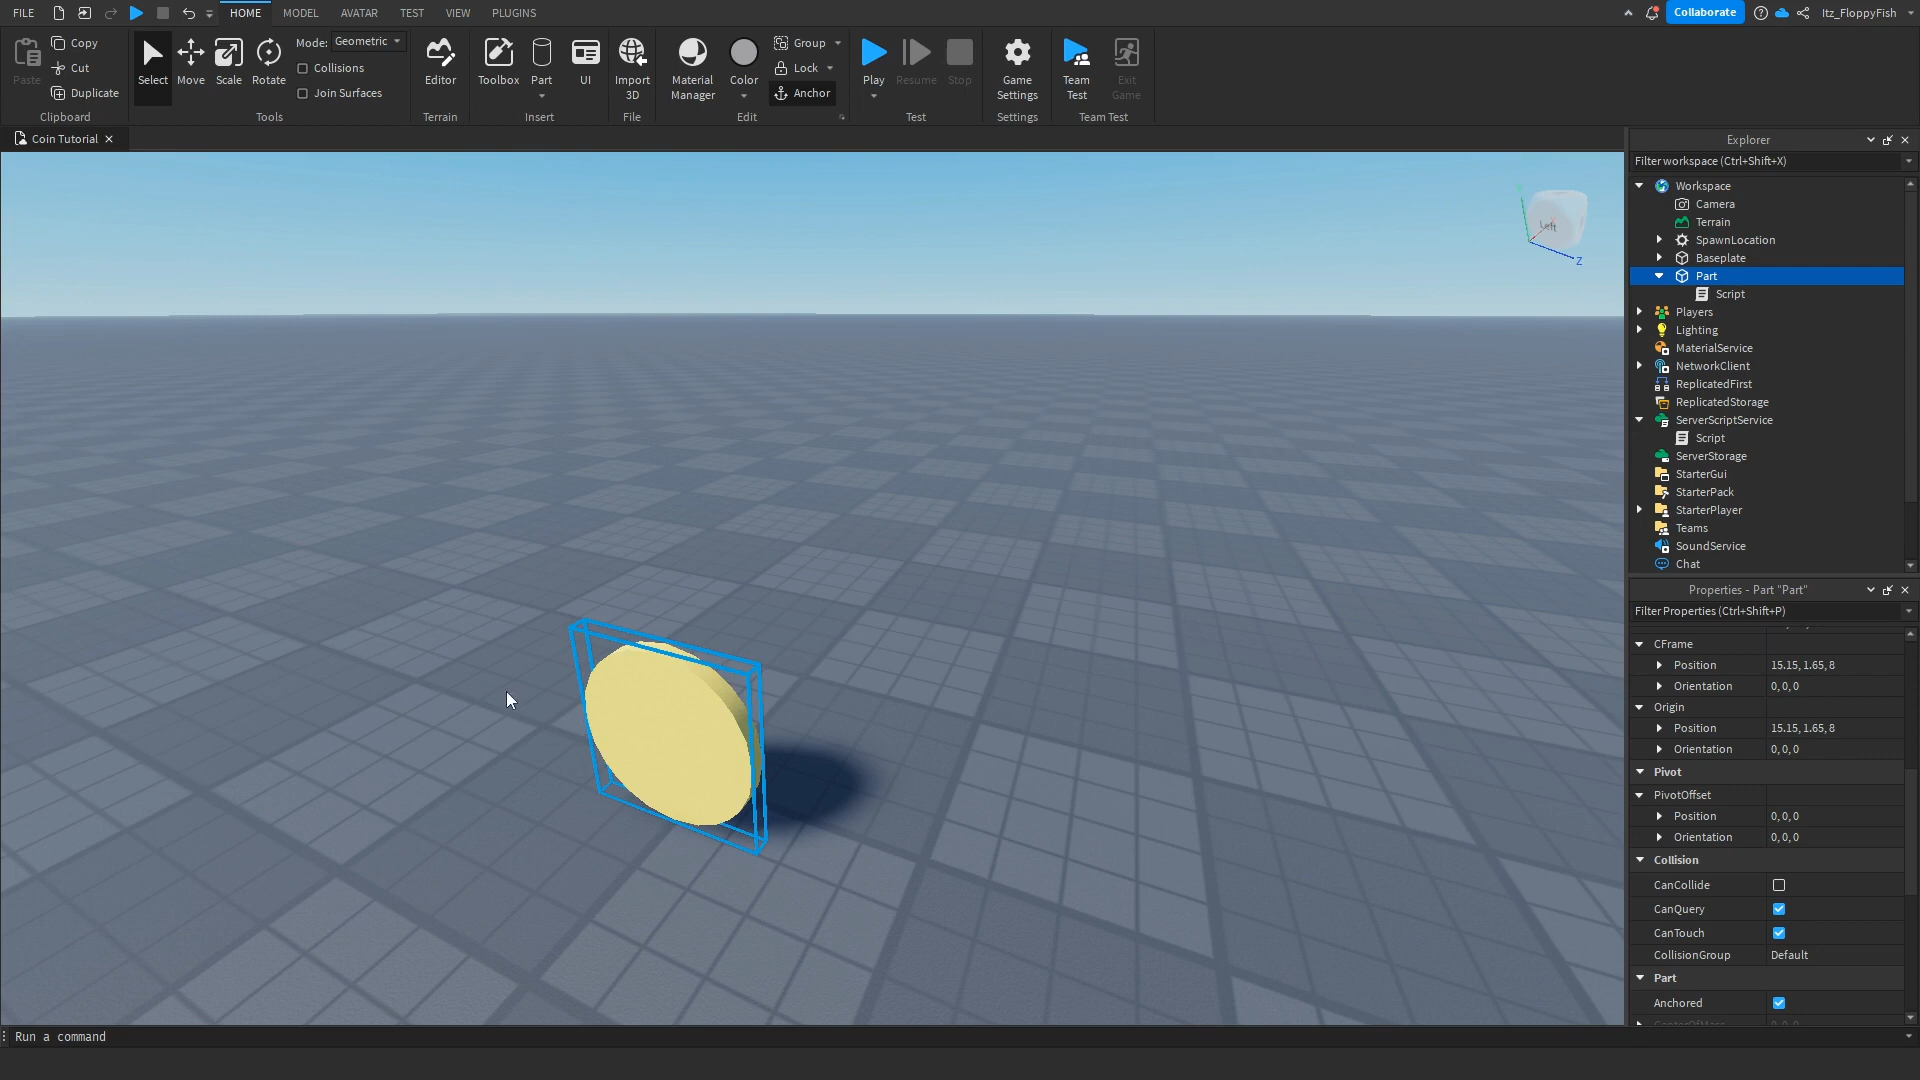 FILE HOME MODEL AVATAR TEST VIEW PLUGINS Collaborate Itz_FloppyFish
Paste
Copy
Cut
Duplicate
Clipboard
Select Move Scale Rotate
Mode: Geometric
Collisions
Join Surfaces
Tools
Editor
Terrain
Toolbox Part UI
Insert
Import
3D
File
Material
Manager
Color
Group
Lock
Anchor
Edit
Play Resume Stop
Test
Game
Settings
Settings
Team
Test
Exit
Game
Team Test
Coin Tutorial
Left
Y
Z
Explorer
Filter workspace (Ctrl+Shift+X)
Workspace
Camera
Terrain
SpawnLocation
Baseplate
Part
Script
Players
Lighting
MaterialService
NetworkClient
ReplicatedFirst
ReplicatedStorage
ServerScriptService
Script
ServerStorage
StarterGui
StarterPack
StarterPlayer
Teams
SoundService
Chat
Properties - Part "Part"
Filter Properties (Ctrl+Shift+P)
CFrame
Position 15.15, 1.65, 8
Orientation 0, 0, 0
Origin
Position 15.15, 1.65, 8
Orientation 0, 0, 0
Pivot
PivotOffset
Position 0, 0, 0
Orientation 0, 0, 0
Collision
CanCollide
CanQuery
CanTouch
CollisionGroup Default
Part
Anchored
CenterOfMass 0, 0, 0
Run a command